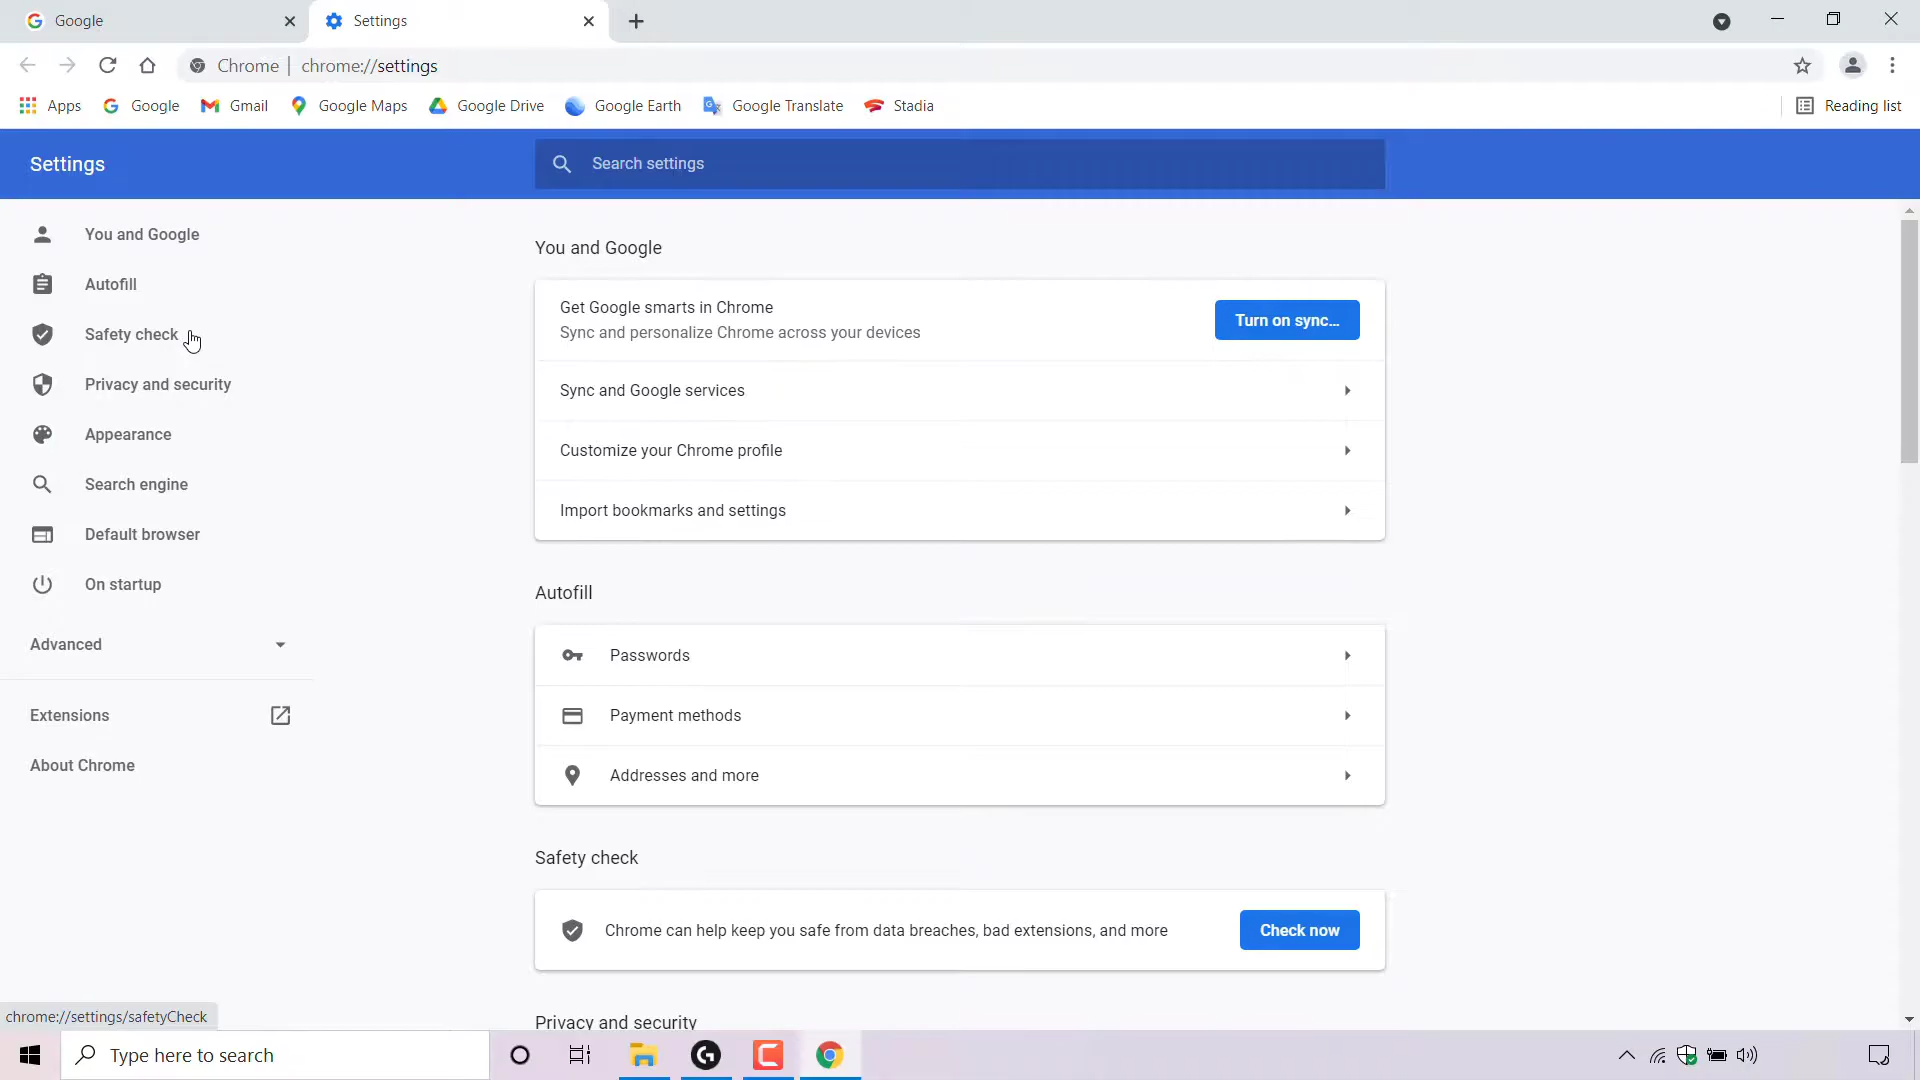 Google
Settings
Chrome | chrome://settings
Apps Google Gmail Google Maps Google Drive Google Earth Google Translate Stadia Reading list
Settings
Search settings
You and Google
Autofill
Safety check
Privacy and security
Appearance
Search engine
Default browser
On startup
Advanced
Extensions
About Chrome
You and Google
Get Google smarts in Chrome
Sync and personalize Chrome across your devices
Turn on sync...
Sync and Google services
Customize your Chrome profile
Import bookmarks and settings
Autofill
Passwords
Payment methods
Addresses and more
Safety check
Chrome can help keep you safe from data breaches, bad extensions, and more
Check now
Privacy and security
chrome://settings/safetyCheck
Type here to search